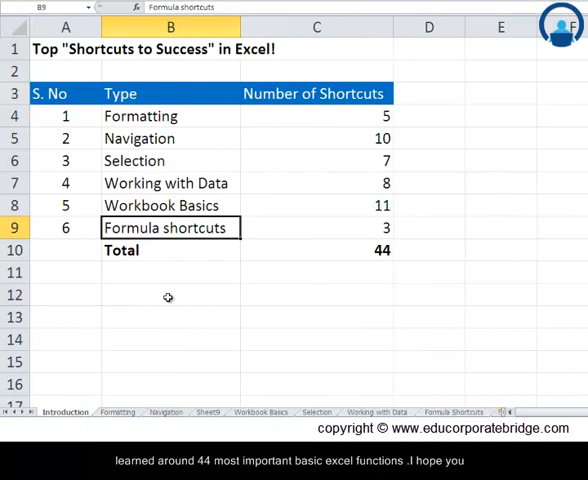 B9 fx Formula shortcuts
A B C D E F
1 Top "Shortcuts to Success" in Excel!
2
3 S. No Type Number of Shortcuts
4 1 Formatting 5
5 2 Navigation 10
6 3 Selection 7
7 4 Working with Data 8
8 5 Workbook Basics 11
9 6 Formula shortcuts 3
10 Total 44
11
12
13
14
15
16
17
Introduction Formatting Navigation Sheet9 Workbook Basics Selection Working with Data Formula Shortcuts
copyright © www.educorporatebridge.com
learned around 44 most important basic excel functions .I hope you